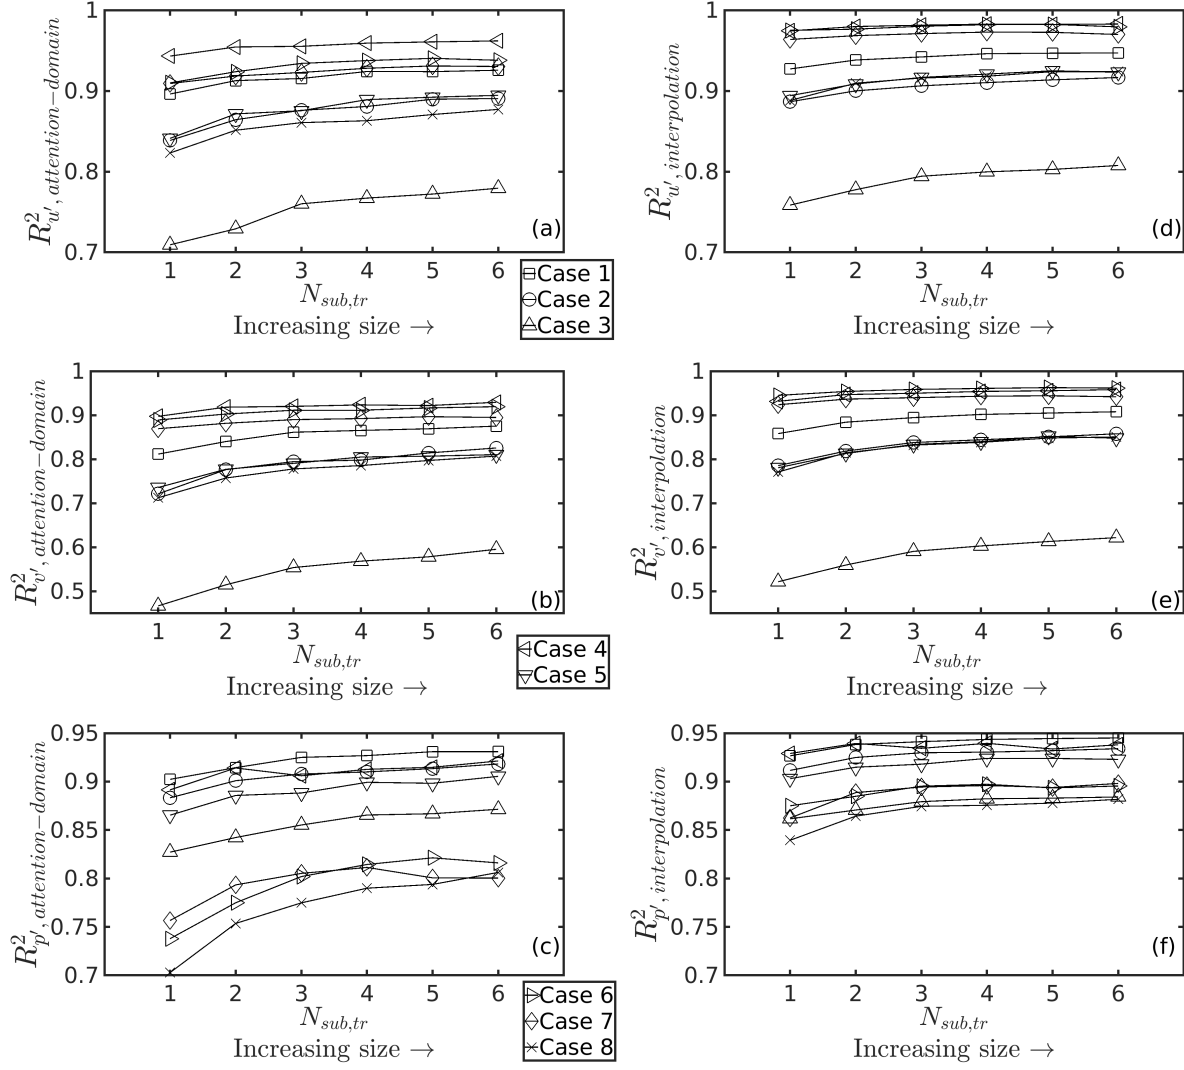 1
0.9
0.8
0.7
R²u′, attention−domain
(a)
1 2 3 4 5 6
Nsub,tr
Increasing size →
1
0.9
0.8
0.7
R²u′, interpolation
(d)
1 2 3 4 5 6
Nsub,tr
Increasing size →
Case 1
Case 2
Case 3
1
0.9
0.8
0.7
0.6
0.5
R²v′, attention−domain
(b)
1 2 3 4 5 6
Nsub,tr
Increasing size →
1
0.9
0.8
0.7
0.6
0.5
R²v′, interpolation
(e)
1 2 3 4 5 6
Nsub,tr
Increasing size →
Case 4
Case 5
0.95
0.9
0.85
0.8
0.75
0.7
R²p′, attention−domain
(c)
1 2 3 4 5 6
Nsub,tr
Increasing size →
0.95
0.9
0.85
0.8
0.75
0.7
R²p′, interpolation
(f)
1 2 3 4 5 6
Nsub,tr
Increasing size →
Case 6
Case 7
Case 8